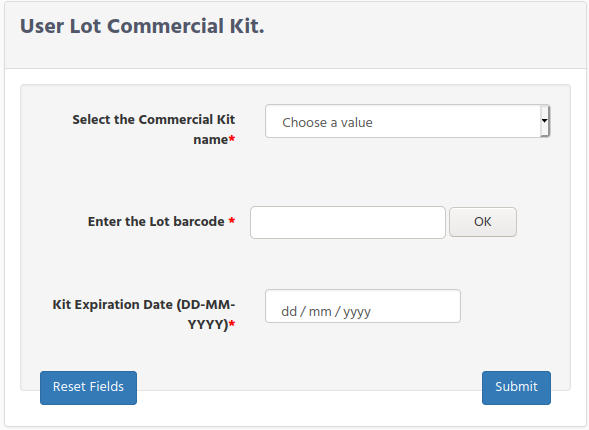 User Lot Commercial Kit.
Select the Commercial Kit
name*
Choose a value
Enter the Lot barcode *
OK
Kit Expiration Date (DD-MM-
YYYY)*
dd / mm / yyyy
Reset Fields
Submit